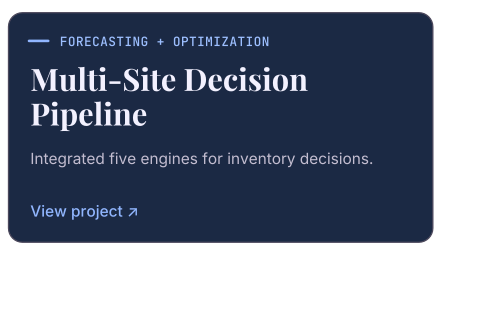 FORECASTING + OPTIMIZATION
Multi-Site Decision
Pipeline
Integrated five engines for inventory decisions.
View project ↗